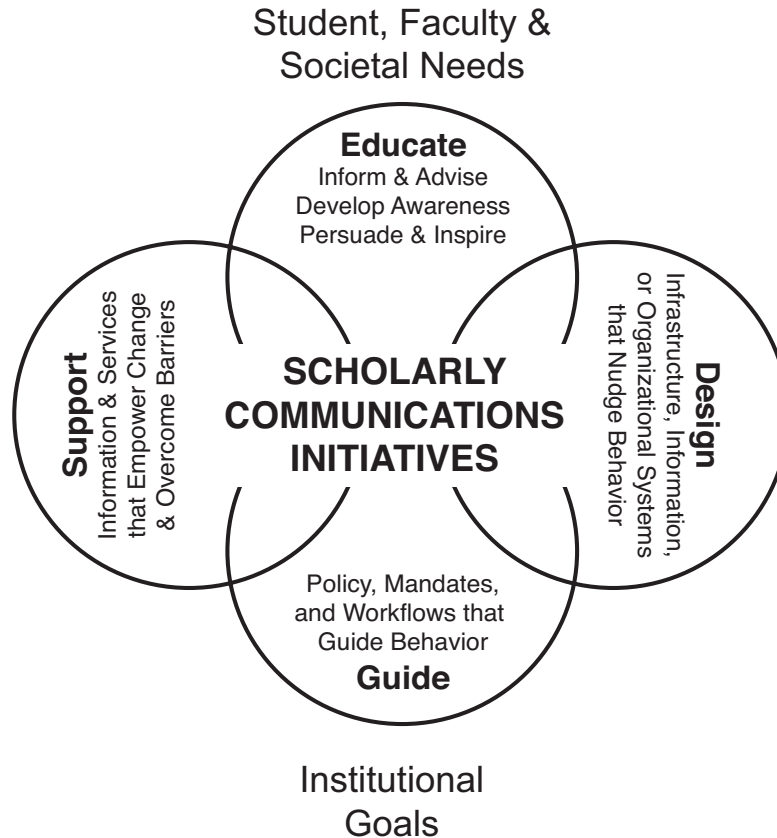 Student, Faculty &
Societal Needs
Educate
Inform & Advise
Develop Awareness
Persuade & Inspire
Support
Information & Services
that Empower Change
& Overcome Barriers
SCHOLARLY
COMMUNICATIONS
INITIATIVES
Design
Infrastructure, Information,
or Organizational Systems
that Nudge Behavior
Policy, Mandates,
and Workflows that
Guide Behavior
Guide
Institutional
Goals